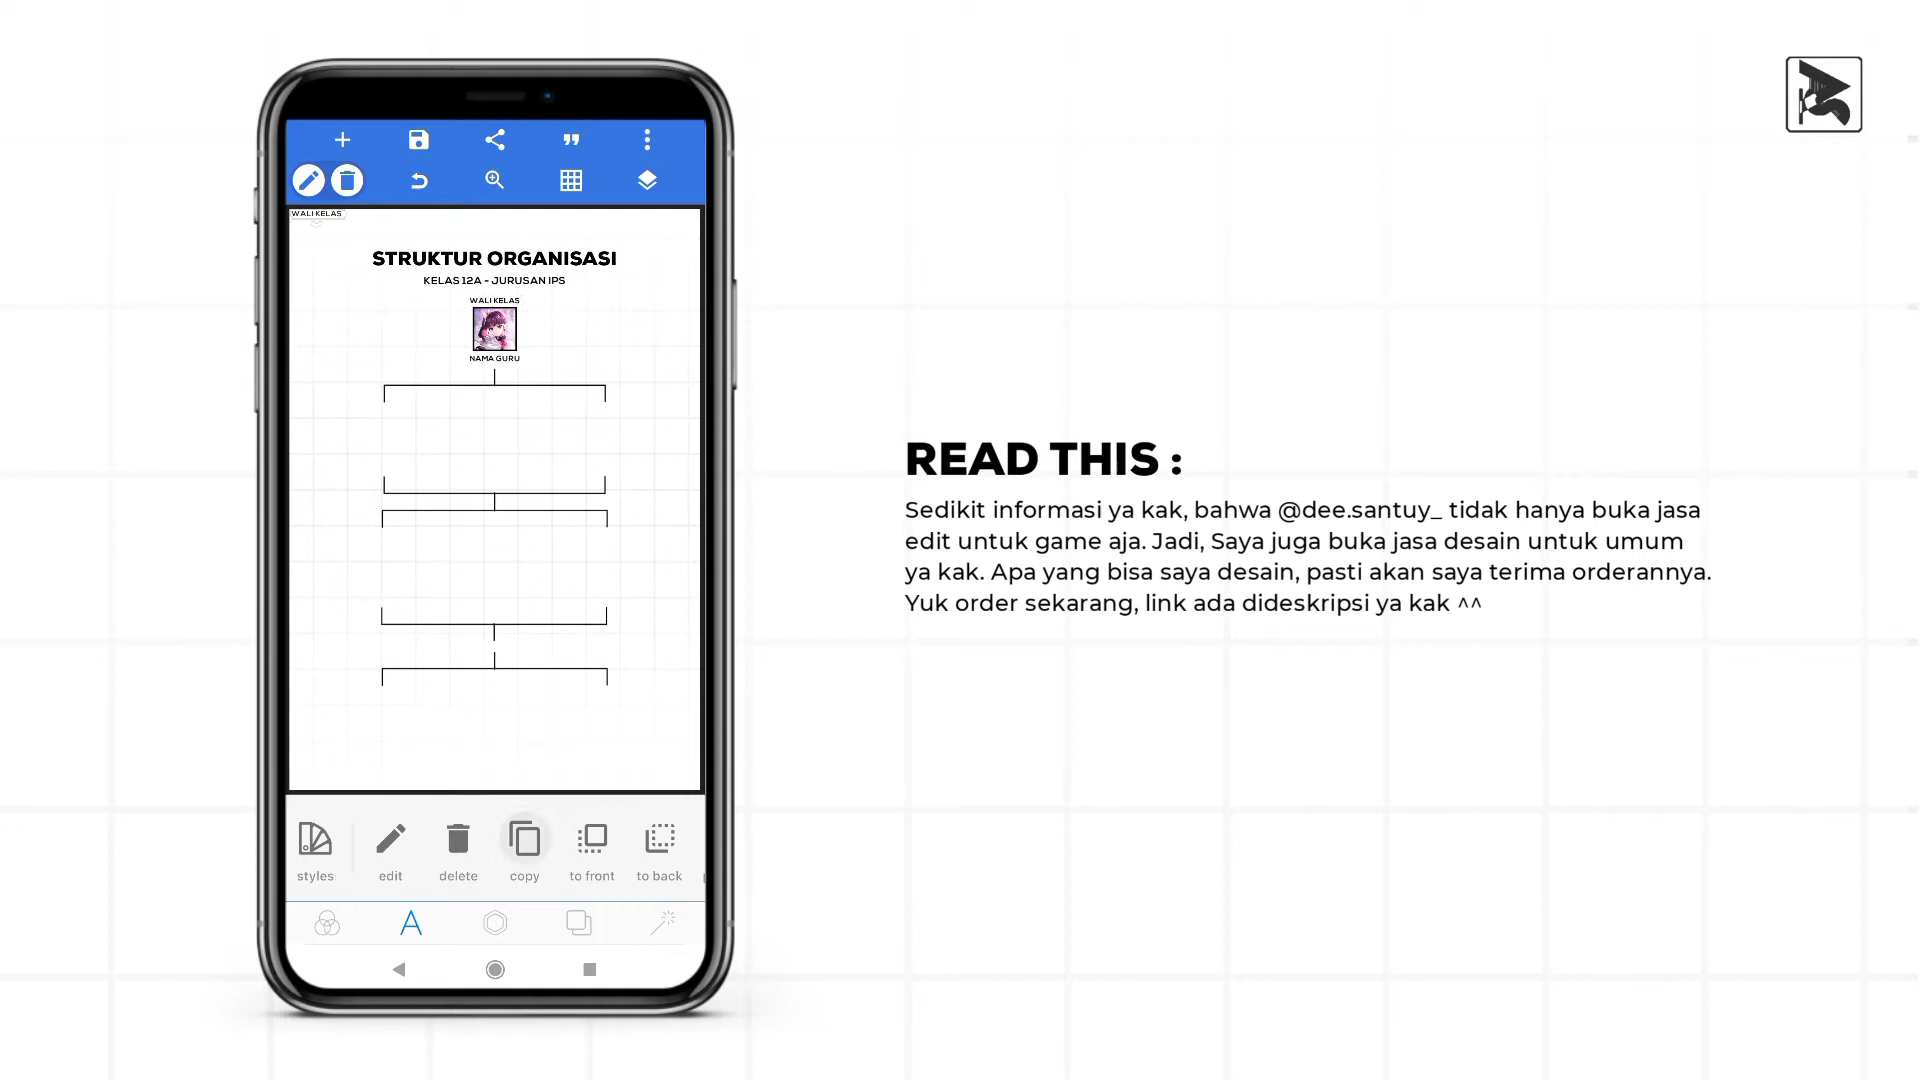 WALI KELAS
STRUKTUR ORGANISASI
KELAS 12A - JURUSAN IPS
WALI KELAS
NAMA GURU
styles
edit
delete
copy
to front
to back
READ THIS :
Sedikit informasi ya kak, bahwa @dee.santuy_ tidak hanya buka jasa
edit untuk game aja. Jadi, Saya juga buka jasa desain untuk umum
ya kak. Apa yang bisa saya desain, pasti akan saya terima orderannya.
Yuk order sekarang, link ada dideskripsi ya kak ^^